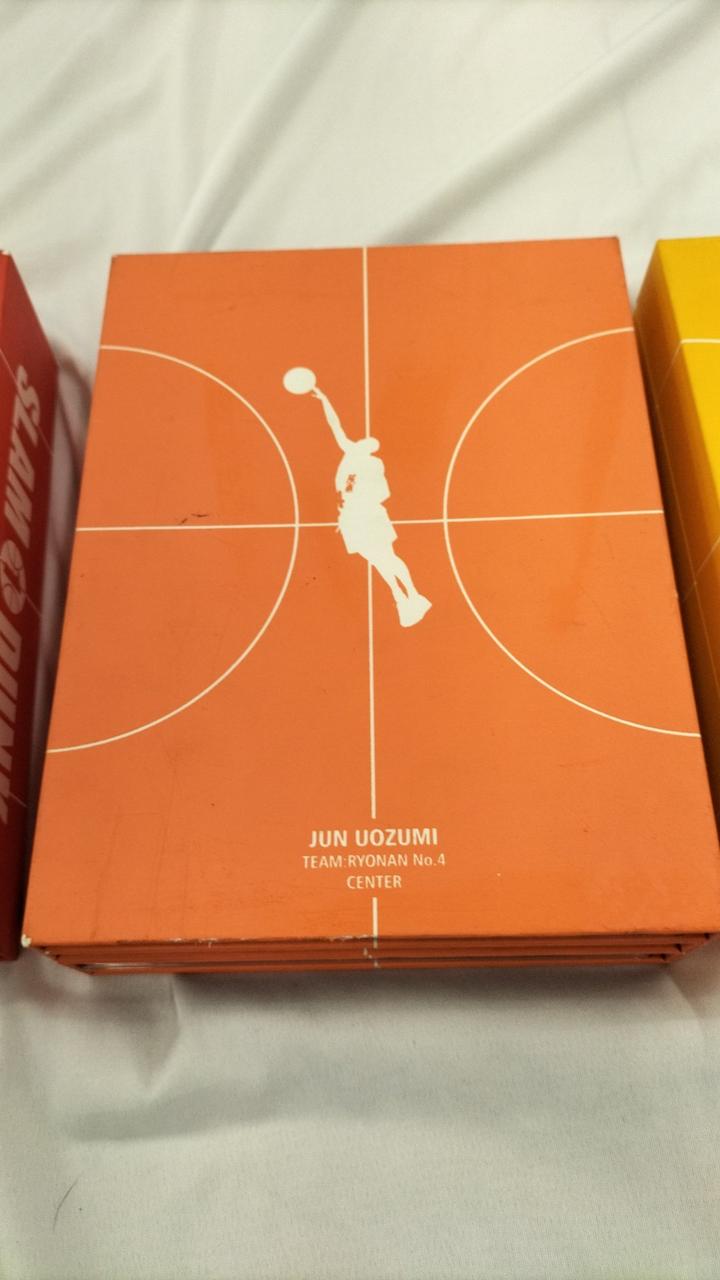 SLAM DUNK
JUN UOZUMI
TEAM:RYONAN No.4
CENTER